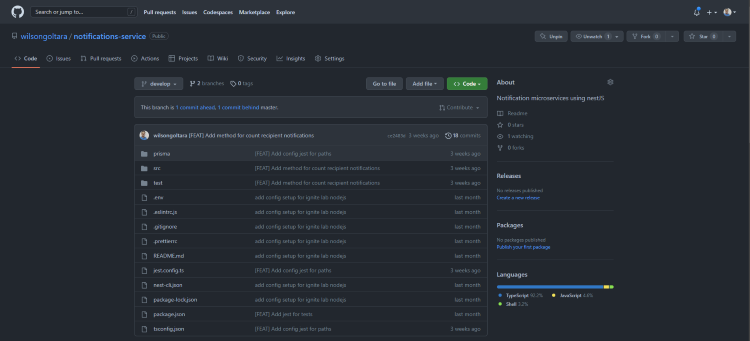 Search or jump to... /
Pull requests Issues Codespaces Marketplace Explore
wilsongoltara / notifications-service Public
Unpin Unwatch 1 Fork 0 Star 0
Code Issues Pull requests Actions Projects Wiki Security Insights Settings
develop 2 branches 0 tags Go to file Add file Code
This branch is 1 commit ahead, 1 commit behind master. Contribute
wilsongoltara [FEAT] Add method for count recipient notifications 3 weeks ago 18 commits
prisma [FEAT] Add config jest for paths 3 weeks ago
src [FEAT] Add method for count recipient notifications 3 weeks ago
test [FEAT] Add method for count recipient notifications 3 weeks ago
.env add config setup for ignite lab nodejs last month
.eslintrc.js add config setup for ignite lab nodejs last month
.gitignore add config setup for ignite lab nodejs last month
.prettierrc add config setup for ignite lab nodejs last month
README.md add config setup for ignite lab nodejs last month
jest.config.ts [FEAT] Add config jest for paths 3 weeks ago
nest-cli.json add config setup for ignite lab nodejs last month
package-lock.json add config setup for ignite lab nodejs last month
package.json [FEAT] Add jest for tests last month
tsconfig.json [FEAT] Add config jest for paths 3 weeks ago
About
Notification microservices using nestJS
Readme
0 stars
1 watching
0 forks
Releases
No releases published
Create a new release
Packages
No packages published
Publish your first package
Languages
TypeScript 92.2% JavaScript 4.6%
Shell 3.2%